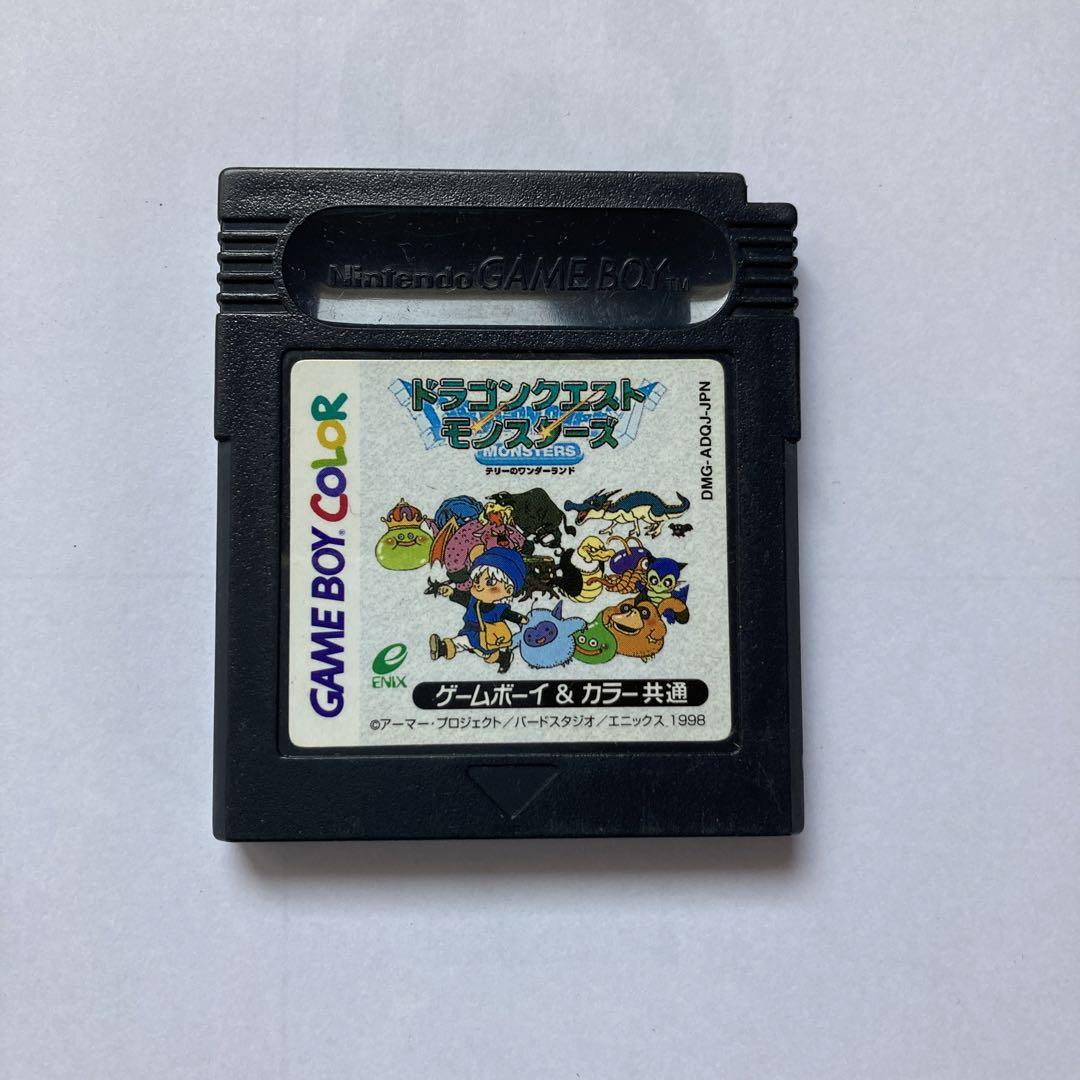 Nintendo GAME BOY™
GAME BOY COLOR
ドラゴンクエスト
モンスターズ
MONSTERS
テリーのワンダーランド
DMG-ADQJ-JPN
ENIX
ゲームボーイ & カラー共通
©アーマー・プロジェクト/バードスタジオ/エニックス 1998